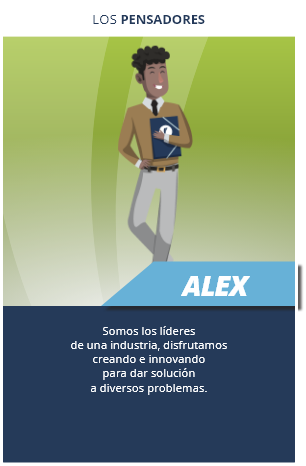 LOS PENSADORES
ALEX
Somos los líderes
de una industria, disfrutamos
creando e innovando
para dar solución
a diversos problemas.